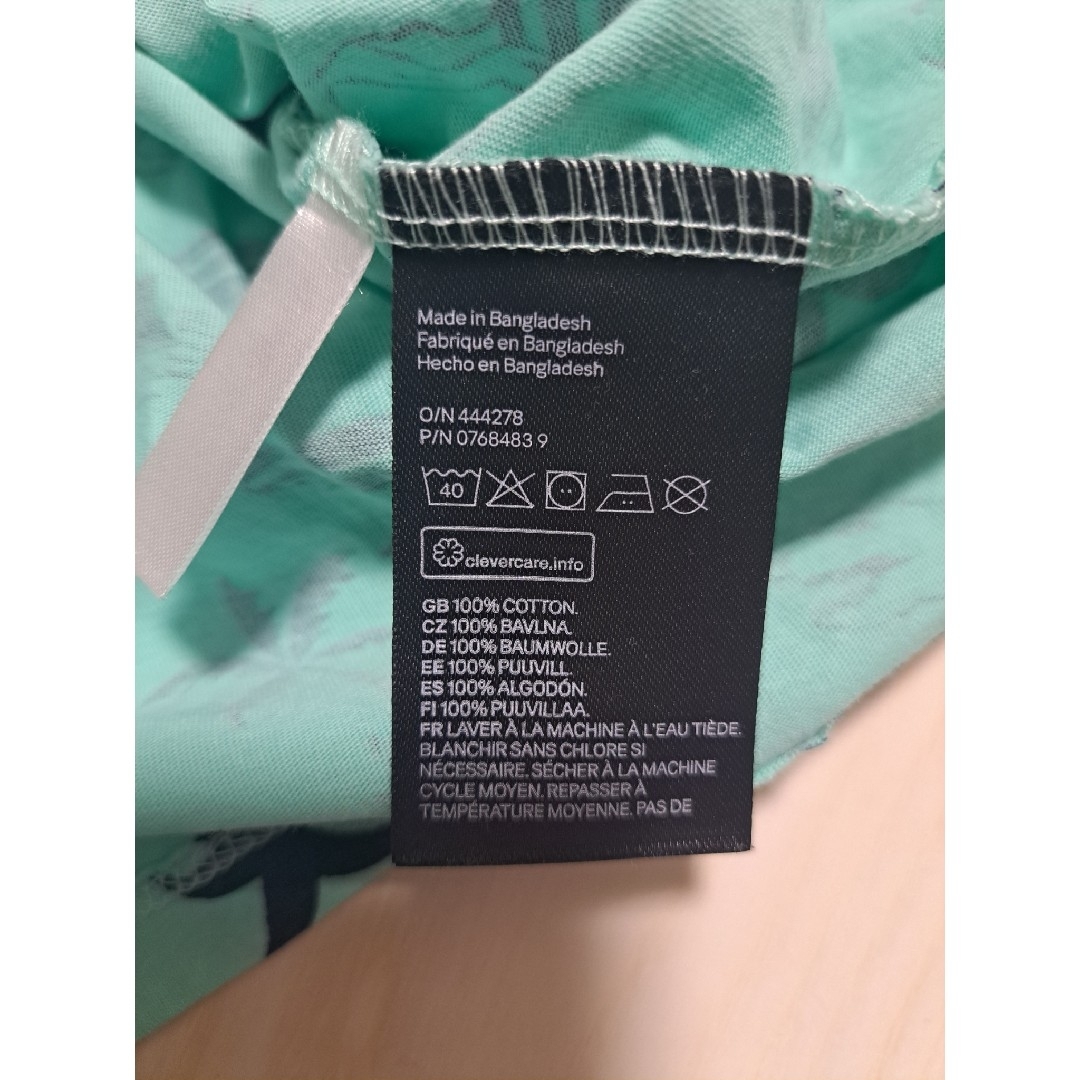 Made in Bangladesh
Fabriqué en Bangladesh
Hecho en Bangladesh
O/N 444278
P/N 0768483 9
40
clevercare.info
GB 100% COTTON.
CZ 100% BAVLNA.
DE 100% BAUMWOLLE.
EE 100% PUUVILL.
ES 100% ALGODÓN.
FI 100% PUUVILLAA.
FR LAVER À LA MACHINE À L'EAU TIÈDE.
BLANCHIR SANS CHLORE SI
NÉCESSAIRE. SÉCHER À LA MACHINE
CYCLE MOYEN. REPASSER À
TEMPÉRATURE MOYENNE. PAS DE